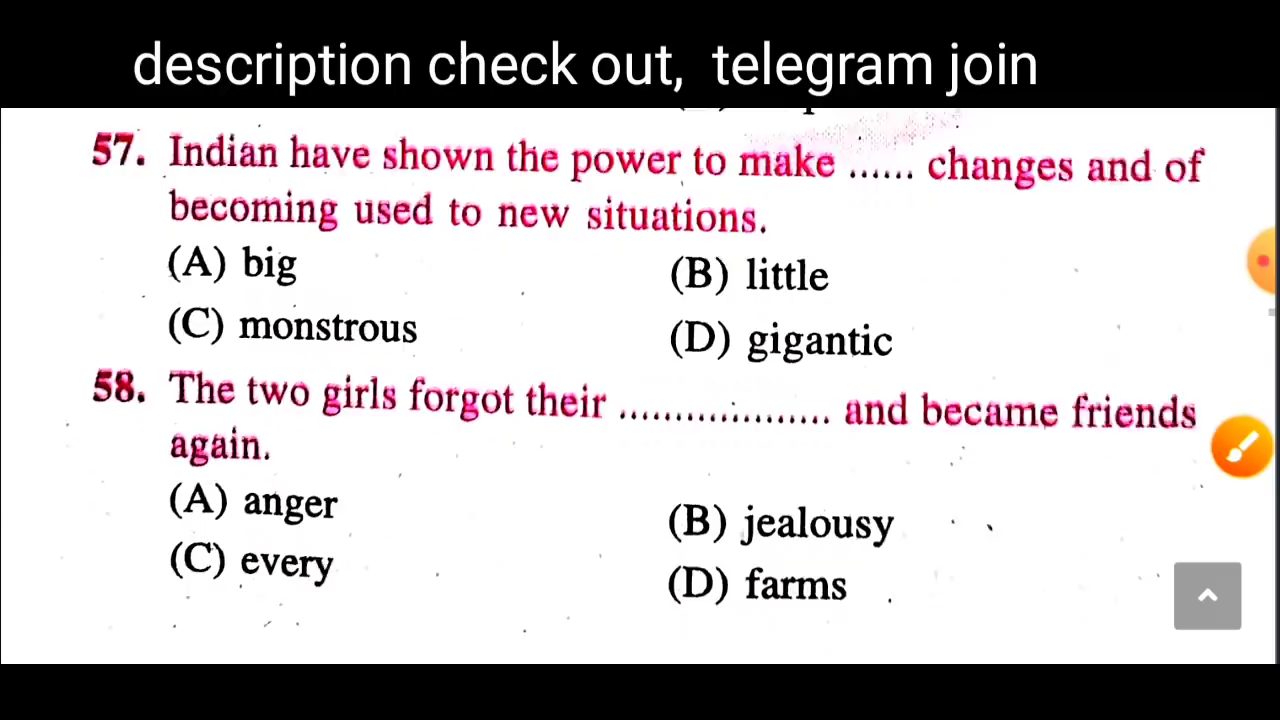 description check out, telegram join
57. Indian have shown the power to make ...... changes and of
becoming used to new situations.
(A) big (B) little
(C) monstrous (D) gigantic
58. The two girls forgot their .................... and became friends
again.
(A) anger (B) jealousy
(C) every (D) farms